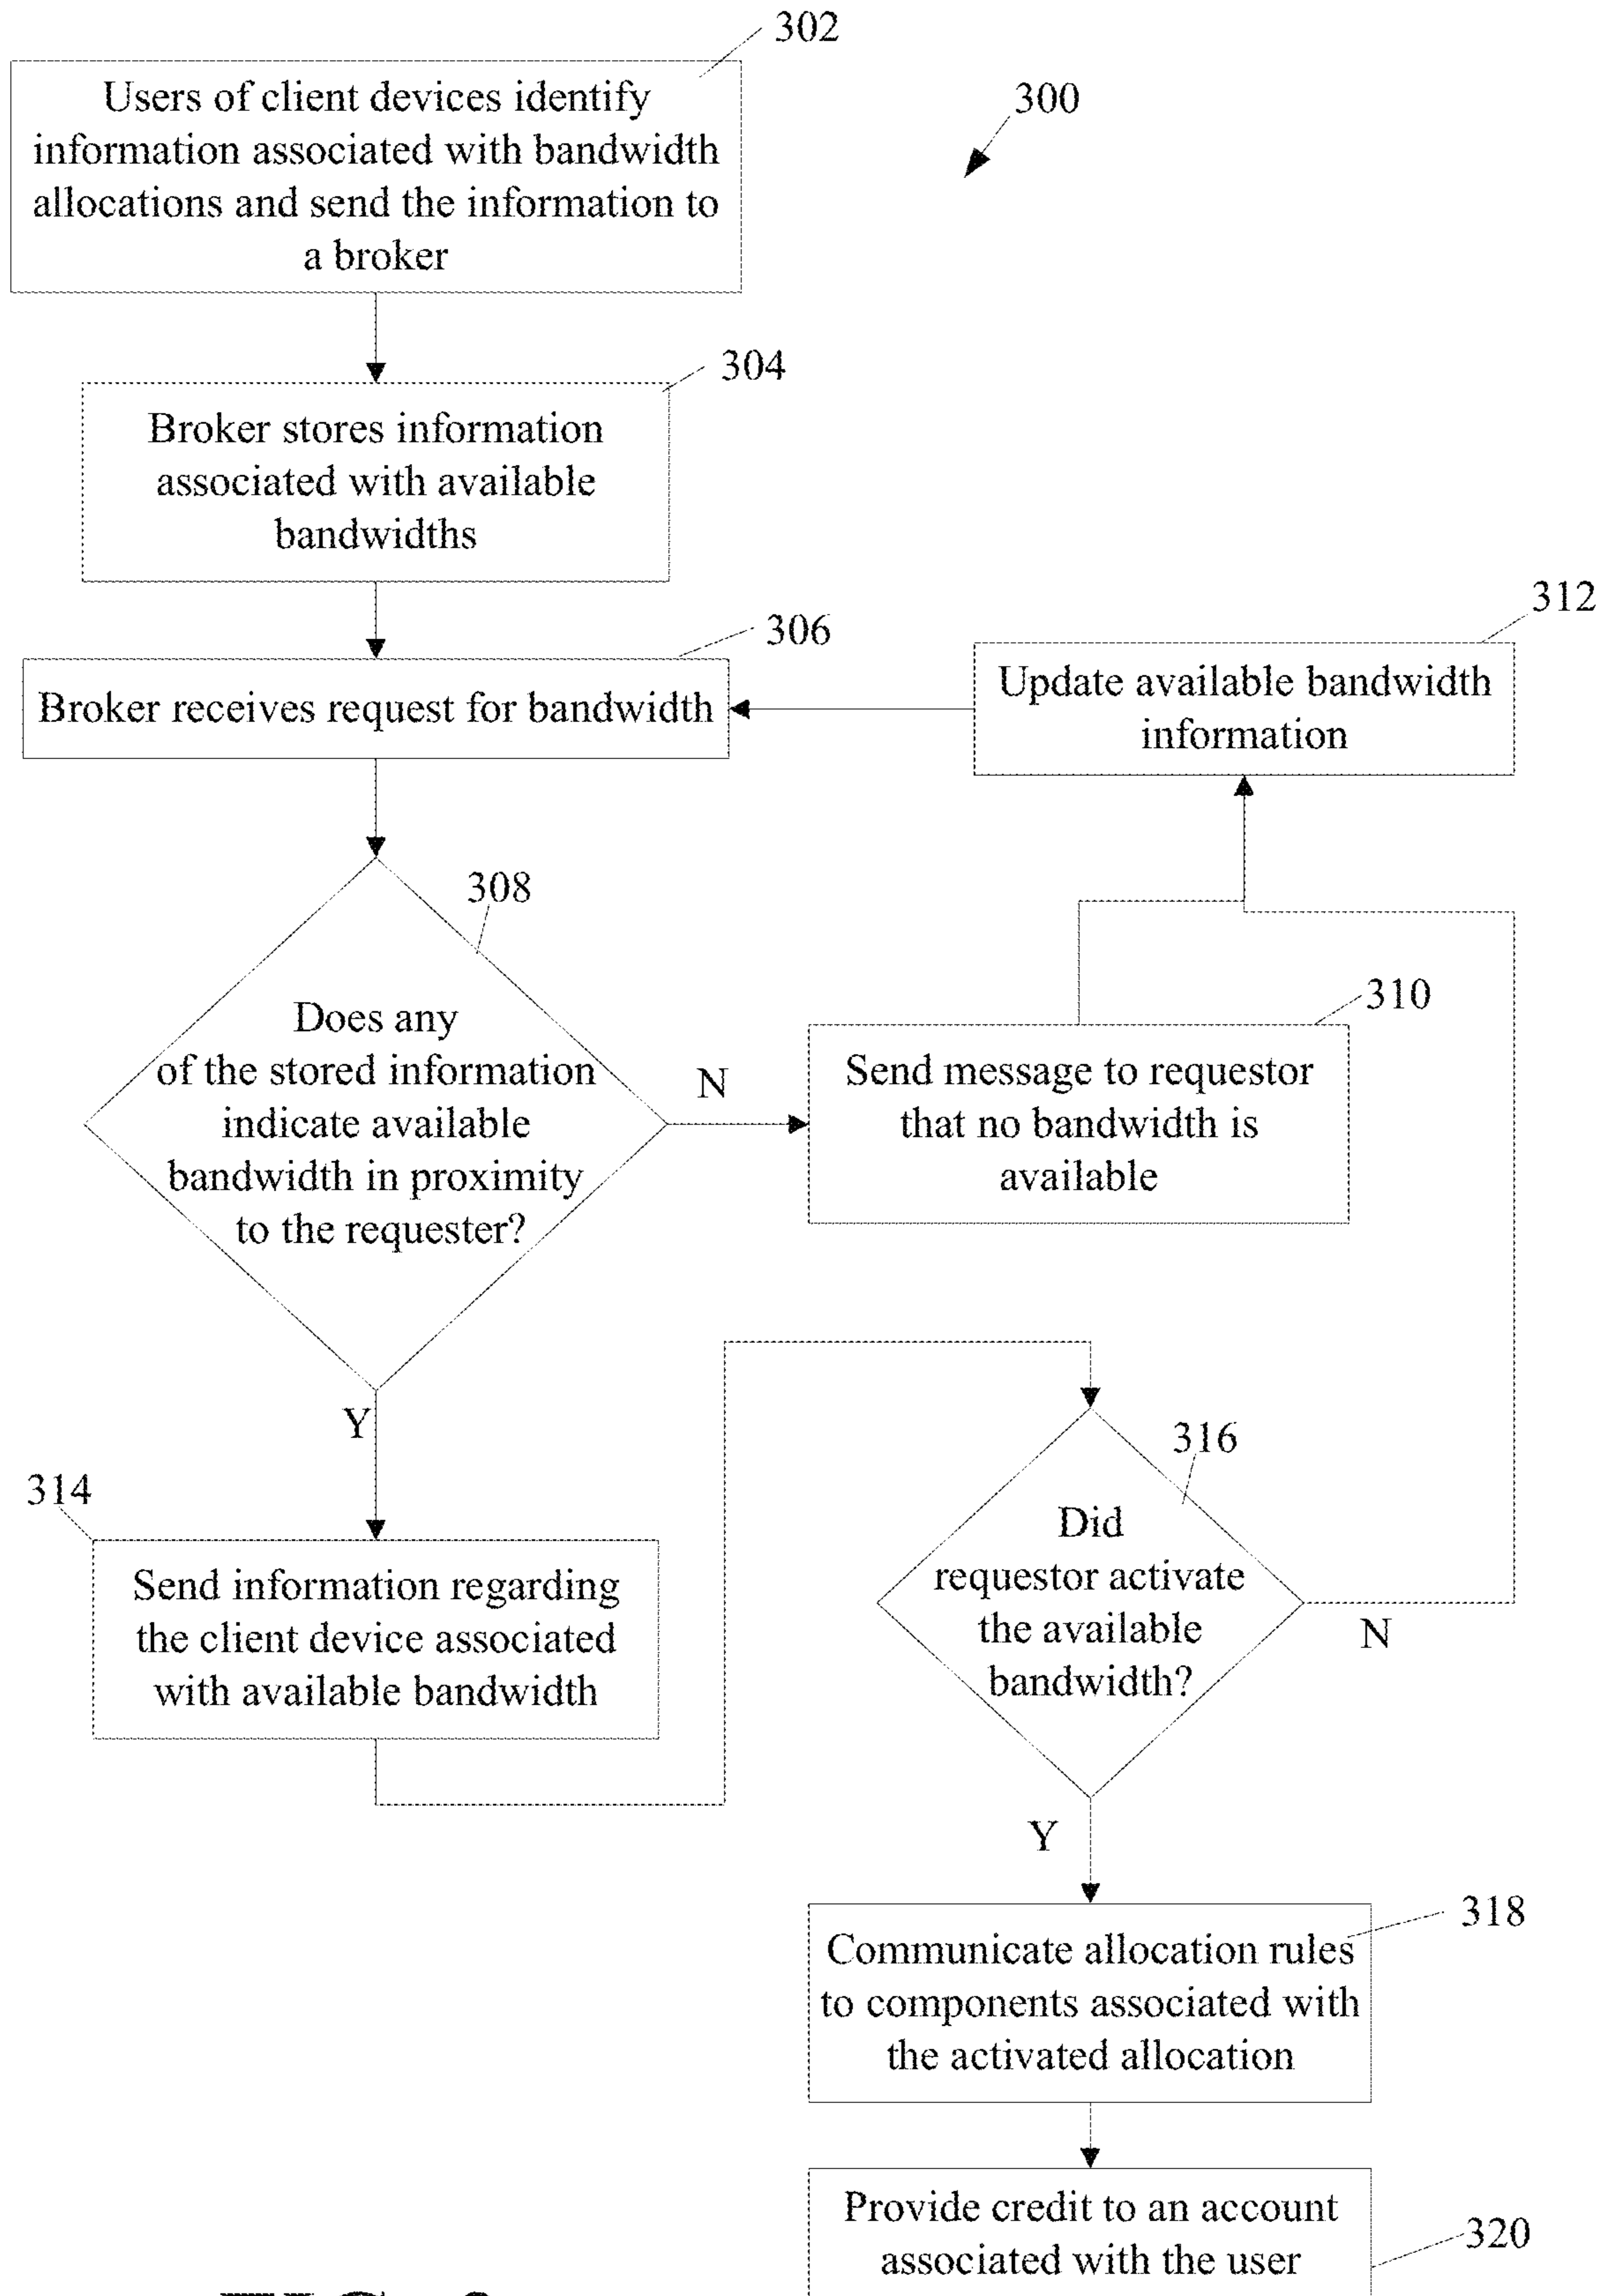 302
Users of client devices identify
information associated with bandwidth
allocations and send the information to
a broker
300
304
Broker stores information
associated with available
bandwidths
306
Broker receives request for bandwidth
312
Update available bandwidth
information
308
Does any
of the stored information
indicate available
bandwidth in proximity
to the requester?
N
310
Send message to requestor
that no bandwidth is
available
Y
314
Send information regarding
the client device associated
with available bandwidth
316
Did
requestor activate
the available
bandwidth?
N
Y
318
Communicate allocation rules
to components associated with
the activated allocation
320
Provide credit to an account
associated with the user